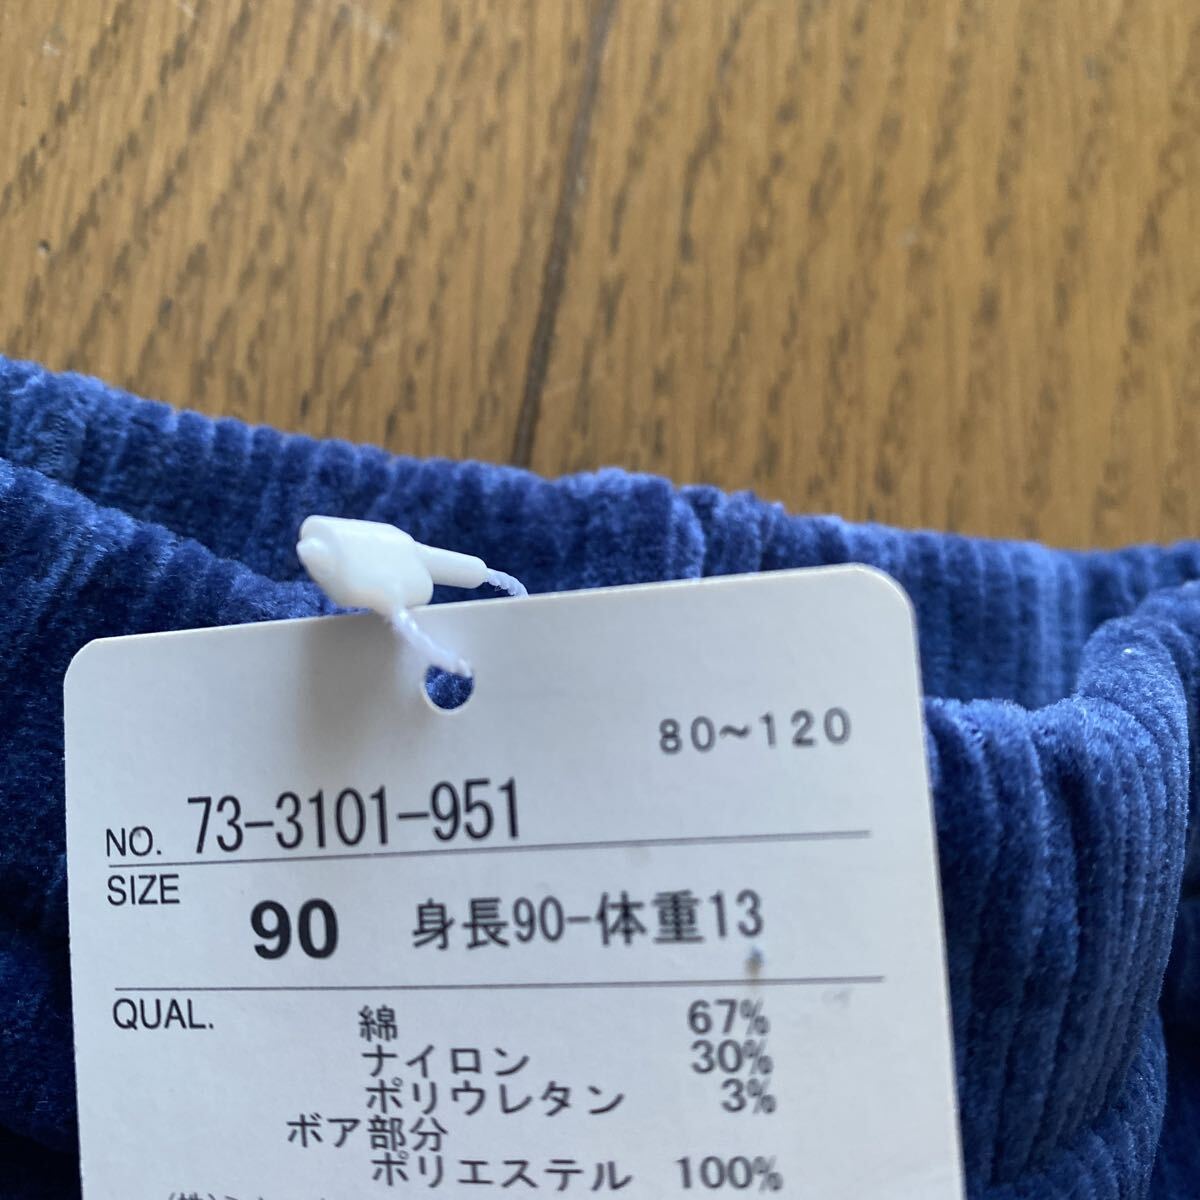 80~120
NO. 73-3101-951
SIZE 90 身長90-体重13
QUAL. 綿 67%
ナイロン 30%
ポリウレタン 3%
ボア部分
ポリエステル 100%